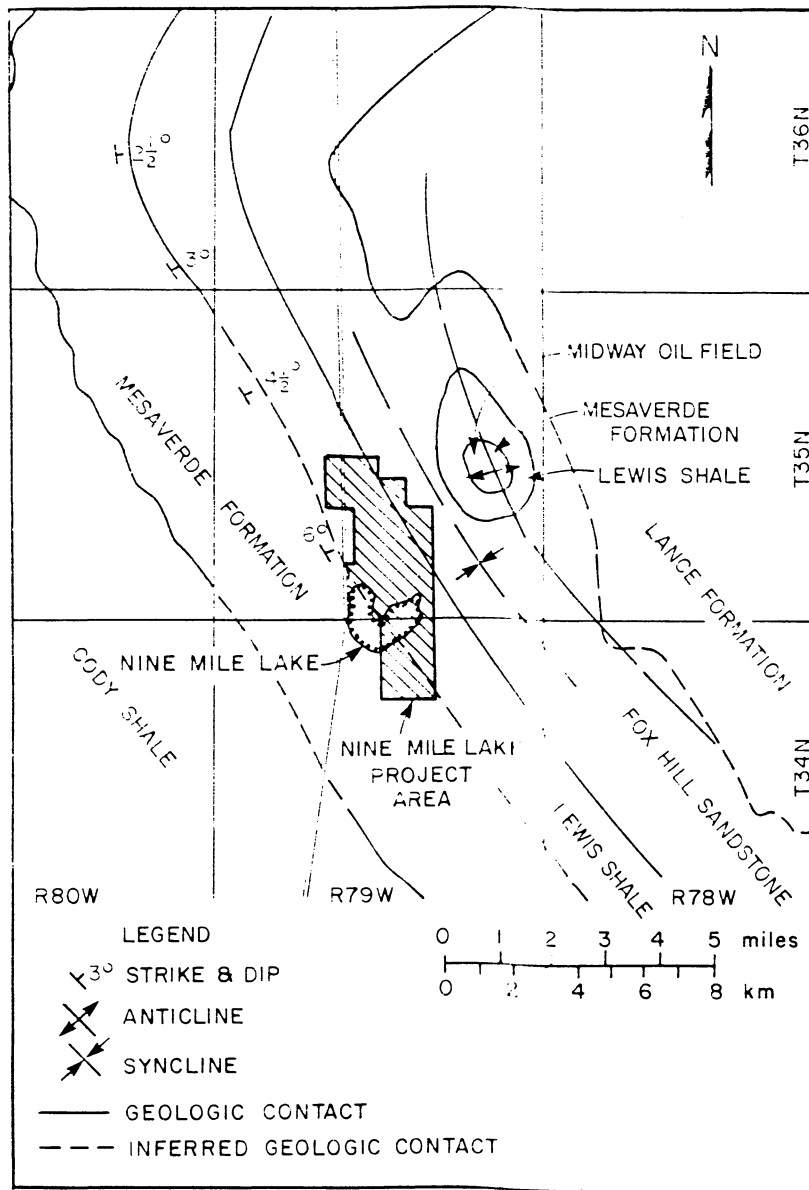 N
T36N
2½°
3°
MIDWAY OIL FIELD
MESAVERDE
FORMATION
LEWIS SHALE
T35N
MESAVERDE FORMATION
6°
LANCE FORMATION
NINE MILE LAKE
CODY SHALE
NINE MILE LAKE
PROJECT
AREA
FOX HILL SANDSTONE
T34N
LEWIS SHALE
R80W
R79W
R78W
LEGEND
3° STRIKE & DIP
ANTICLINE
SYNCLINE
GEOLOGIC CONTACT
INFERRED GEOLOGIC CONTACT
0 1 2 3 4 5 miles
0 2 4 6 8 km